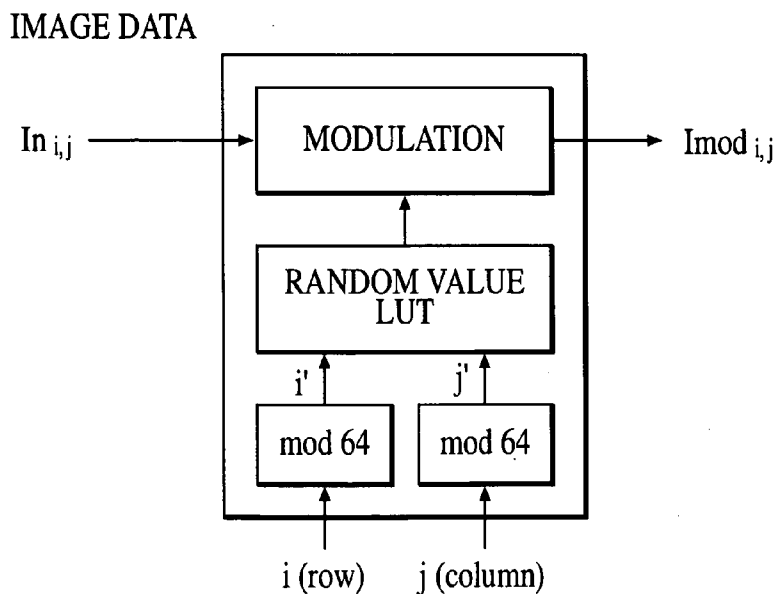 IMAGE DATA
In i,j
MODULATION
Imod i,j
RANDOM VALUE
LUT
i'
j'
mod 64
mod 64
i (row)
j (column)